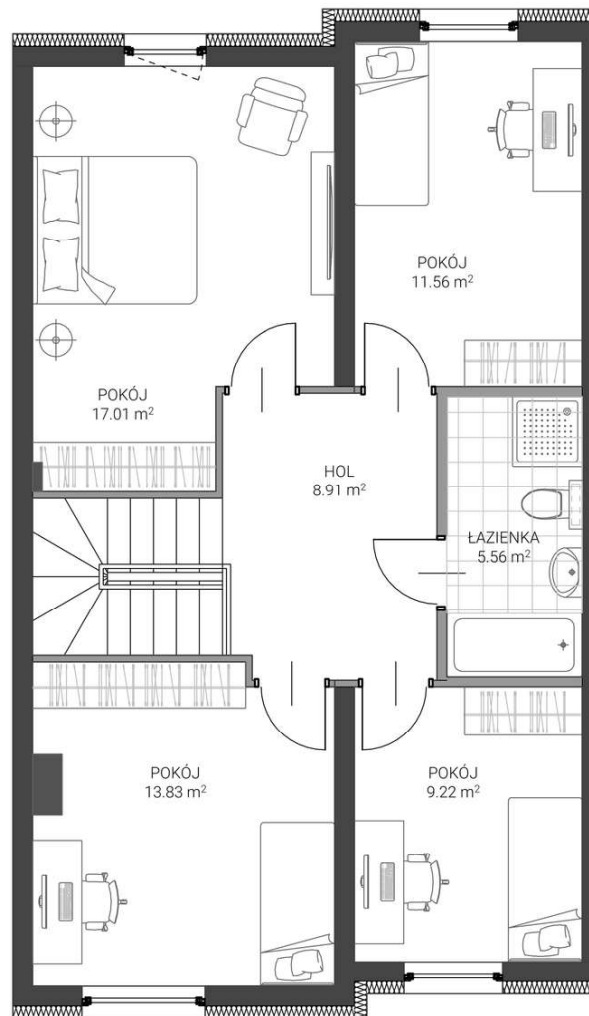 POKÓJ
11.56 m²
POKÓJ
17.01 m²
HOL
8.91 m²
ŁAZIENKA
5.56 m²
POKÓJ
13.83 m²
POKÓJ
9.22 m²